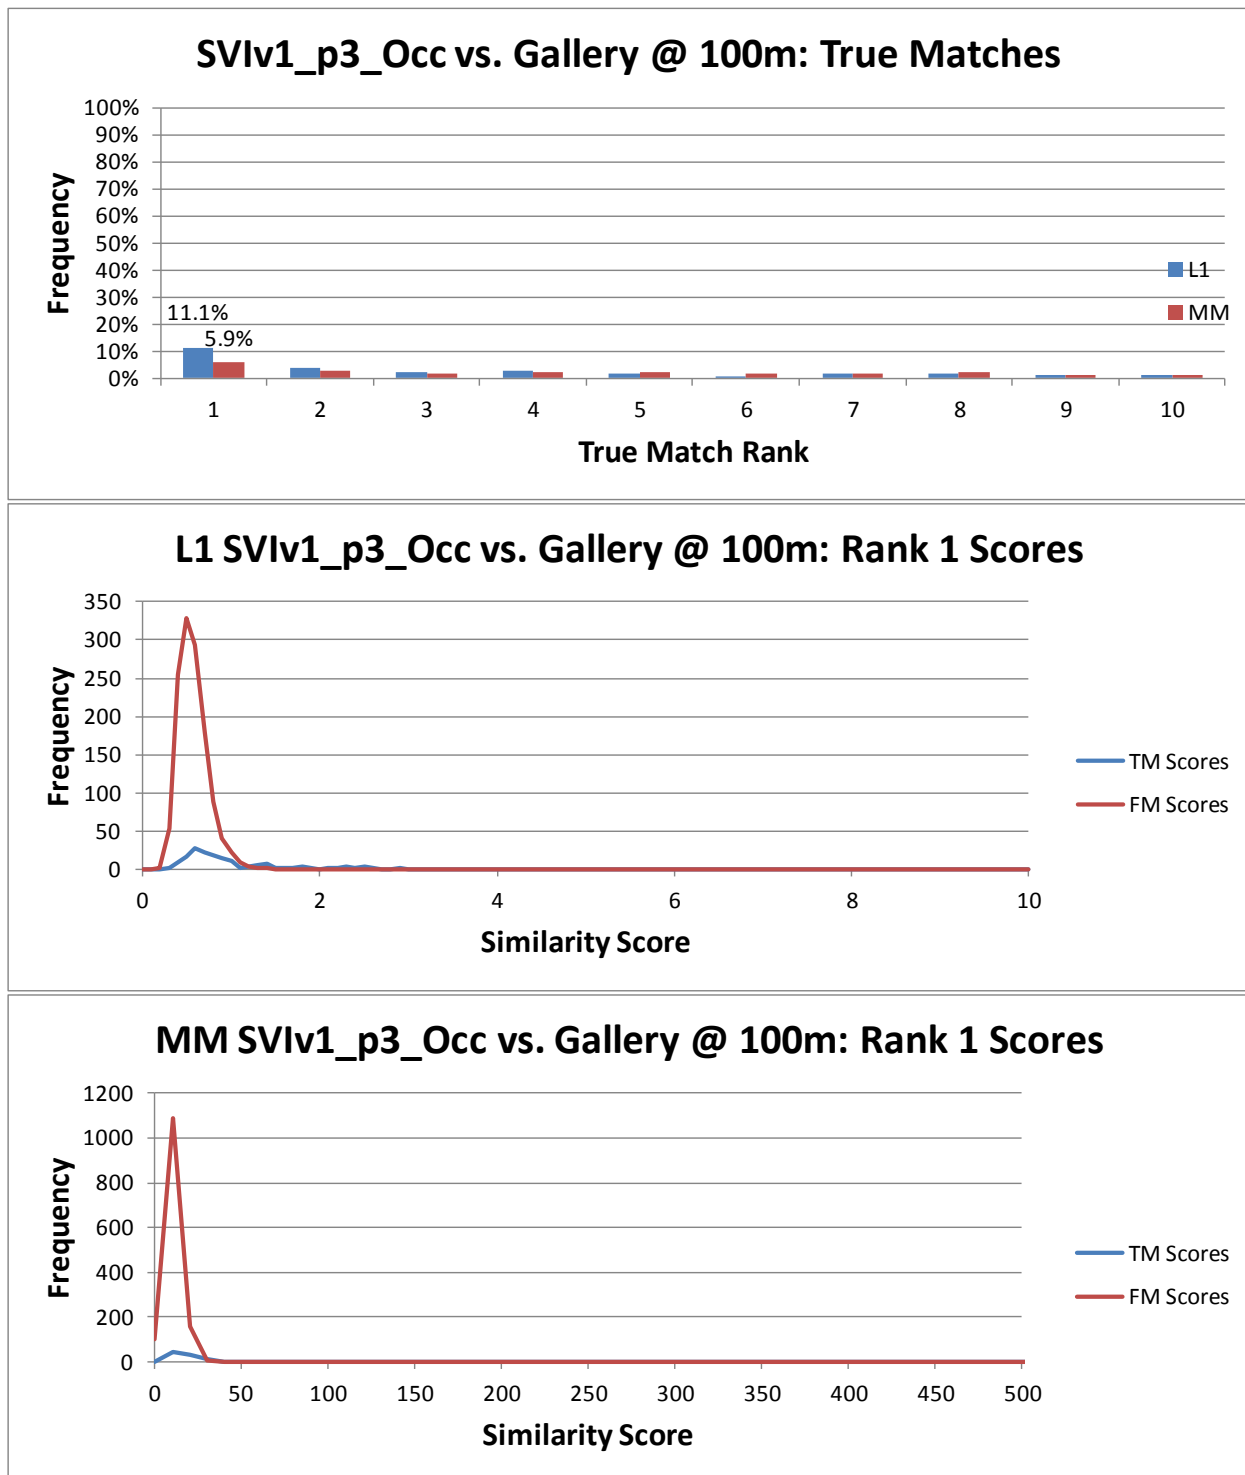 SVIv1_p3_Occ vs. Gallery @ 100m: True Matches
100%
90%
80%
70%
60%
50%
40%
30%
20%
10%
0%
Frequency
11.1%
5.9%
L1
MM
1 2 3 4 5 6 7 8 9 10
True Match Rank
L1 SVIv1_p3_Occ vs. Gallery @ 100m: Rank 1 Scores
350
300
250
200
150
100
50
0
Frequency
TM Scores
FM Scores
0 2 4 6 8 10
Similarity Score
MM SVIv1_p3_Occ vs. Gallery @ 100m: Rank 1 Scores
1200
1000
800
600
400
200
0
Frequency
TM Scores
FM Scores
0 50 100 150 200 250 300 350 400 450 500
Similarity Score